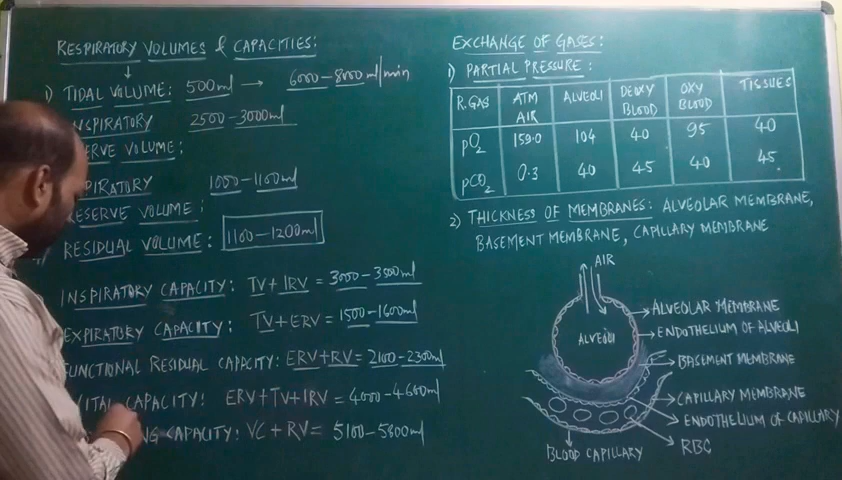 RESPIRATORY VOLUMES & CAPACITIES:
1) TIDAL VOLUME: 500ml → 6000-8000ml/min
INSPIRATORY 2500-3000ml
VOLUME:
1000-1100ml
RESERVE VOLUME:
RESIDUAL VOLUME: 1100-1200ml
INSPIRATORY CAPACITY: TV+IRV = 3000-3500ml
EXPIRATORY CAPACITY: TV+ERV = 1500-1600ml
FUNCTIONAL RESIDUAL CAPACITY: ERV+RV = 2100-2300ml
VITAL CAPACITY: ERV+TV+IRV = 4000-4600ml
CAPACITY: VC + RV = 5100-5800ml
EXCHANGE OF GASES:
1) PARTIAL PRESSURE:
R.GAS ATM AIR ALVEOLI DEOXY BLOOD OXY BLOOD TISSUES
pO2 159.0 104 40 95 40
pCO2 0.3 40 45 40 45
2) THICKNESS OF MEMBRANES: ALVEOLAR MEMBRANE,
BASEMENT MEMBRANE, CAPILLARY MEMBRANE
AIR
ALVEOLI
ALVEOLAR MEMBRANE
ENDOTHELIUM OF ALVEOLI
BASEMENT MEMBRANE
CAPILLARY MEMBRANE
ENDOTHELIUM OF CAPILLARY
RBC
BLOOD CAPILLARY